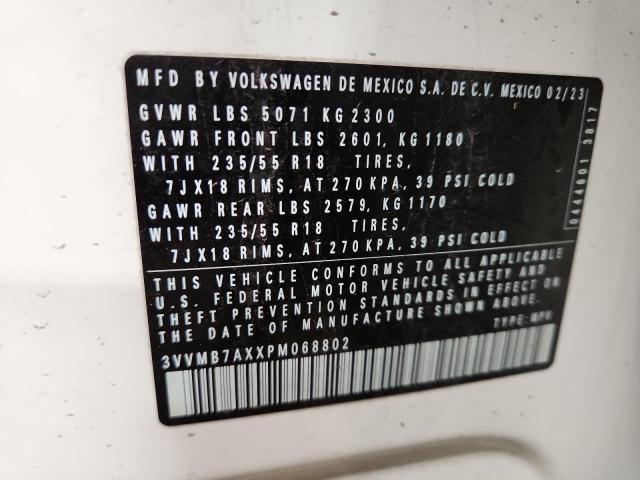 MFD BY VOLKSWAGEN DE MEXICO S.A. DE C.V. MEXICO 02/23
GVWR LBS 5071 KG 2300
GAWR FRONT LBS 2601, KG 1180
WITH 235/55 R18 TIRES,
7JX18 RIMS, AT 270 KPA, 39 PSI COLD
GAWR REAR LBS 2579, KG 1170
WITH 235/55 R18 TIRES,
7JX18 RIMS, AT 270 KPA, 39 PSI COLD
THIS VEHICLE CONFORMS TO ALL APPLICABLE
U.S. FEDERAL MOTOR VEHICLE SAFETY AND
THEFT PREVENTION STANDARDS IN EFFECT ON
THE DATE OF MANUFACTURE SHOWN ABOVE.
3VVMB7AXXPM068802 TYPE: MPV
0444601 3817